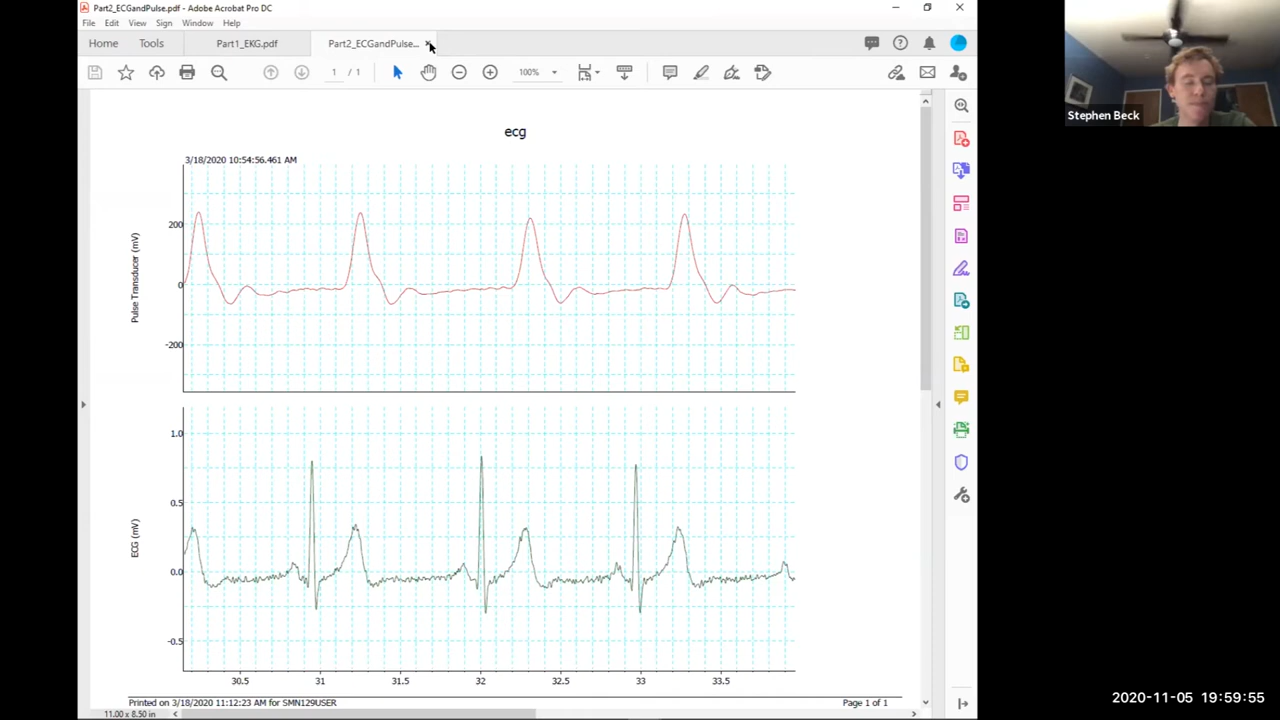 Part2_ECGandPulse.pdf - Adobe Acrobat Pro DC
File Edit View Sign Window Help
Home Tools Part1_EKG.pdf Part2_ECGandPulse...
1 / 1 100%
Stephen Beck
ecg
3/18/2020 10:54:56.461 AM
Pulse Transducer (mV)
200
0
-200
ECG (mV)
1.0
0.5
0.0
-0.5
30.5 31 31.5 32 32.5 33 33.5
Printed on 3/18/2020 11:12:23 AM for SMN129USER Page 1 of 1
11.00 x 8.50 in
2020-11-05 19:59:55